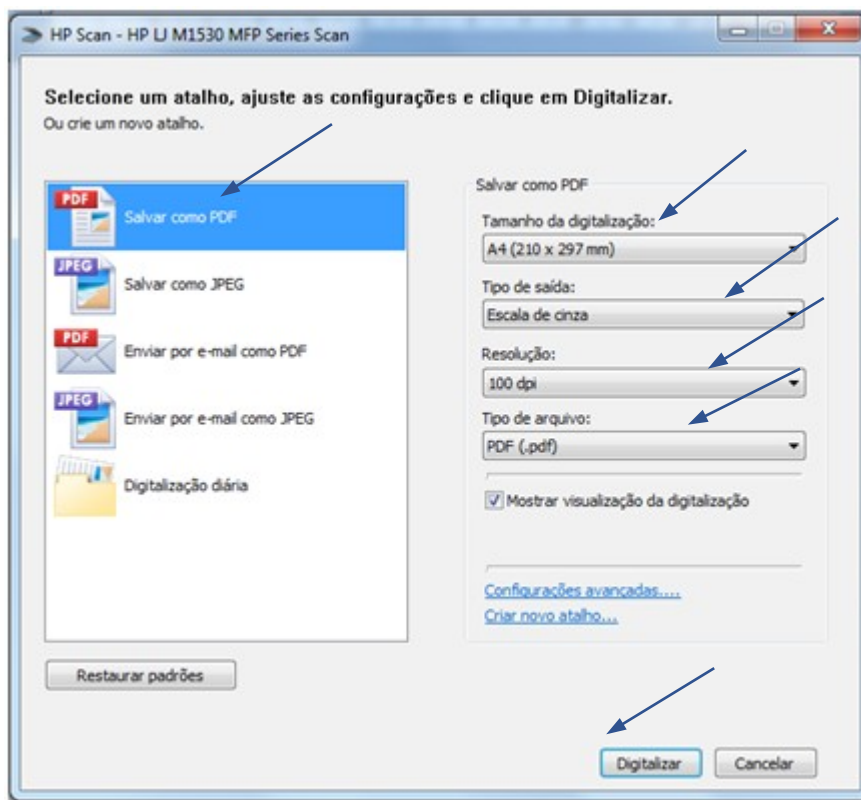 HP Scan - HP LJ M1530 MFP Series Scan
Selecione um atalho, ajuste as configurações e clique em Digitalizar.
Ou crie um novo atalho.
PDF
Salvar como PDF
JPEG
Salvar como JPEG
PDF
Enviar por e-mail como PDF
JPEG
Enviar por e-mail como JPEG
Digitalização diária
Restaurar padrões
Salvar como PDF
Tamanho da digitalização:
A4 (210 x 297 mm)
Tipo de saída:
Escala de cinza
Resolução:
100 dpi
Tipo de arquivo:
PDF (.pdf)
Mostrar visualização da digitalização
Configurações avançadas....
Criar novo atalho...
Digitalizar
Cancelar